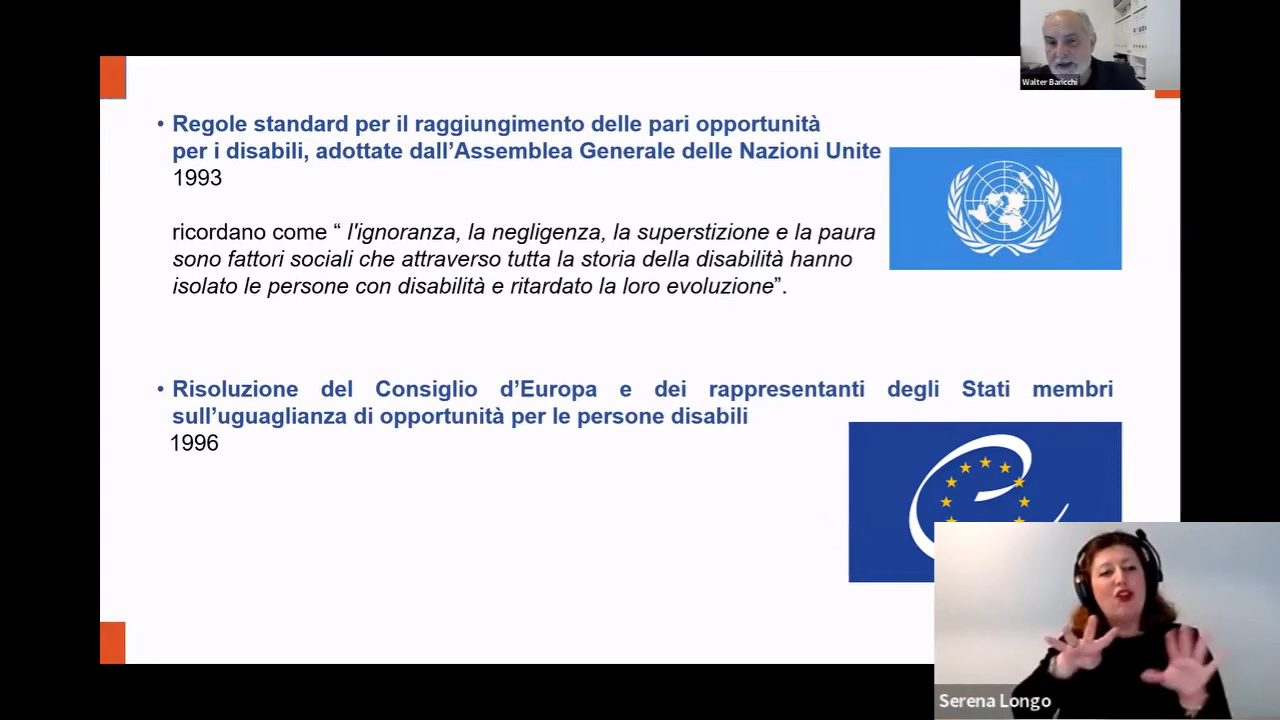 Walter Baricchi
• Regole standard per il raggiungimento delle pari opportunità
per i disabili, adottate dall’Assemblea Generale delle Nazioni Unite
1993
ricordano come “ l'ignoranza, la negligenza, la superstizione e la paura
sono fattori sociali che attraverso tutta la storia della disabilità hanno
isolato le persone con disabilità e ritardato la loro evoluzione”.
• Risoluzione del Consiglio d’Europa e dei rappresentanti degli Stati membri
sull’uguaglianza di opportunità per le persone disabili
1996
Serena Longo